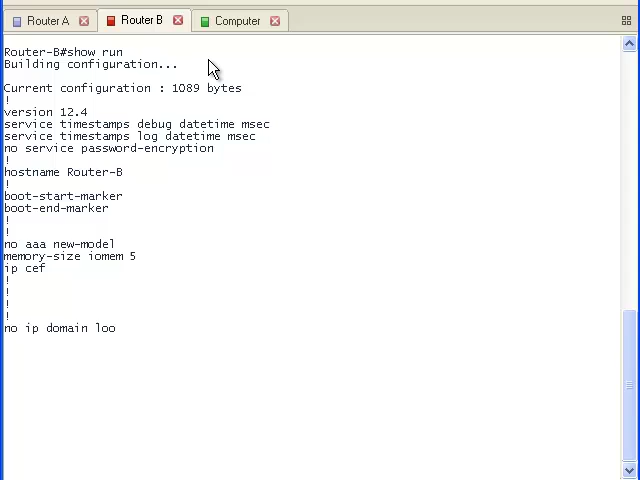 Router A
Router B
Computer
Router-B#show run
Building configuration...
Current configuration : 1089 bytes
!
version 12.4
service timestamps debug datetime msec
service timestamps log datetime msec
no service password-encryption
!
hostname Router-B
!
boot-start-marker
boot-end-marker
!
!
no aaa new-model
memory-size iomem 5
ip cef
!
!
!
!
no ip domain loo